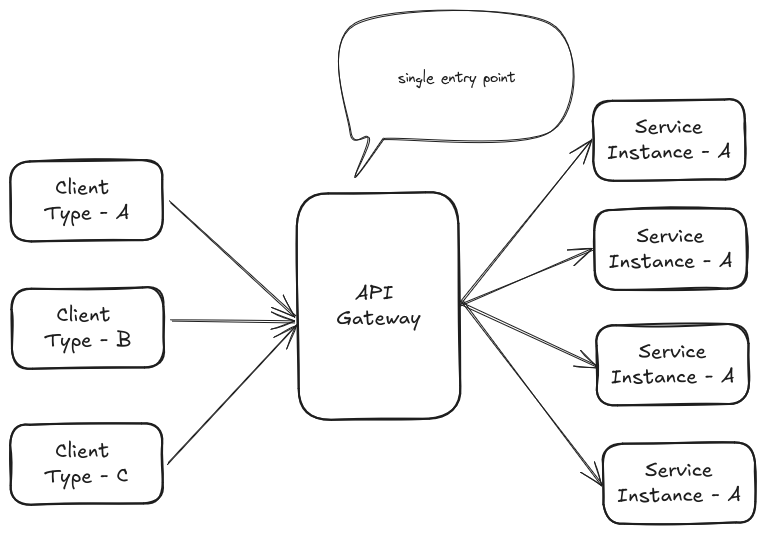 single entry point
Client
Type - A
Client
Type - B
Client
Type - C
API
Gateway
Service
Instance - A
Service
Instance - A
Service
Instance - A
Service
Instance - A